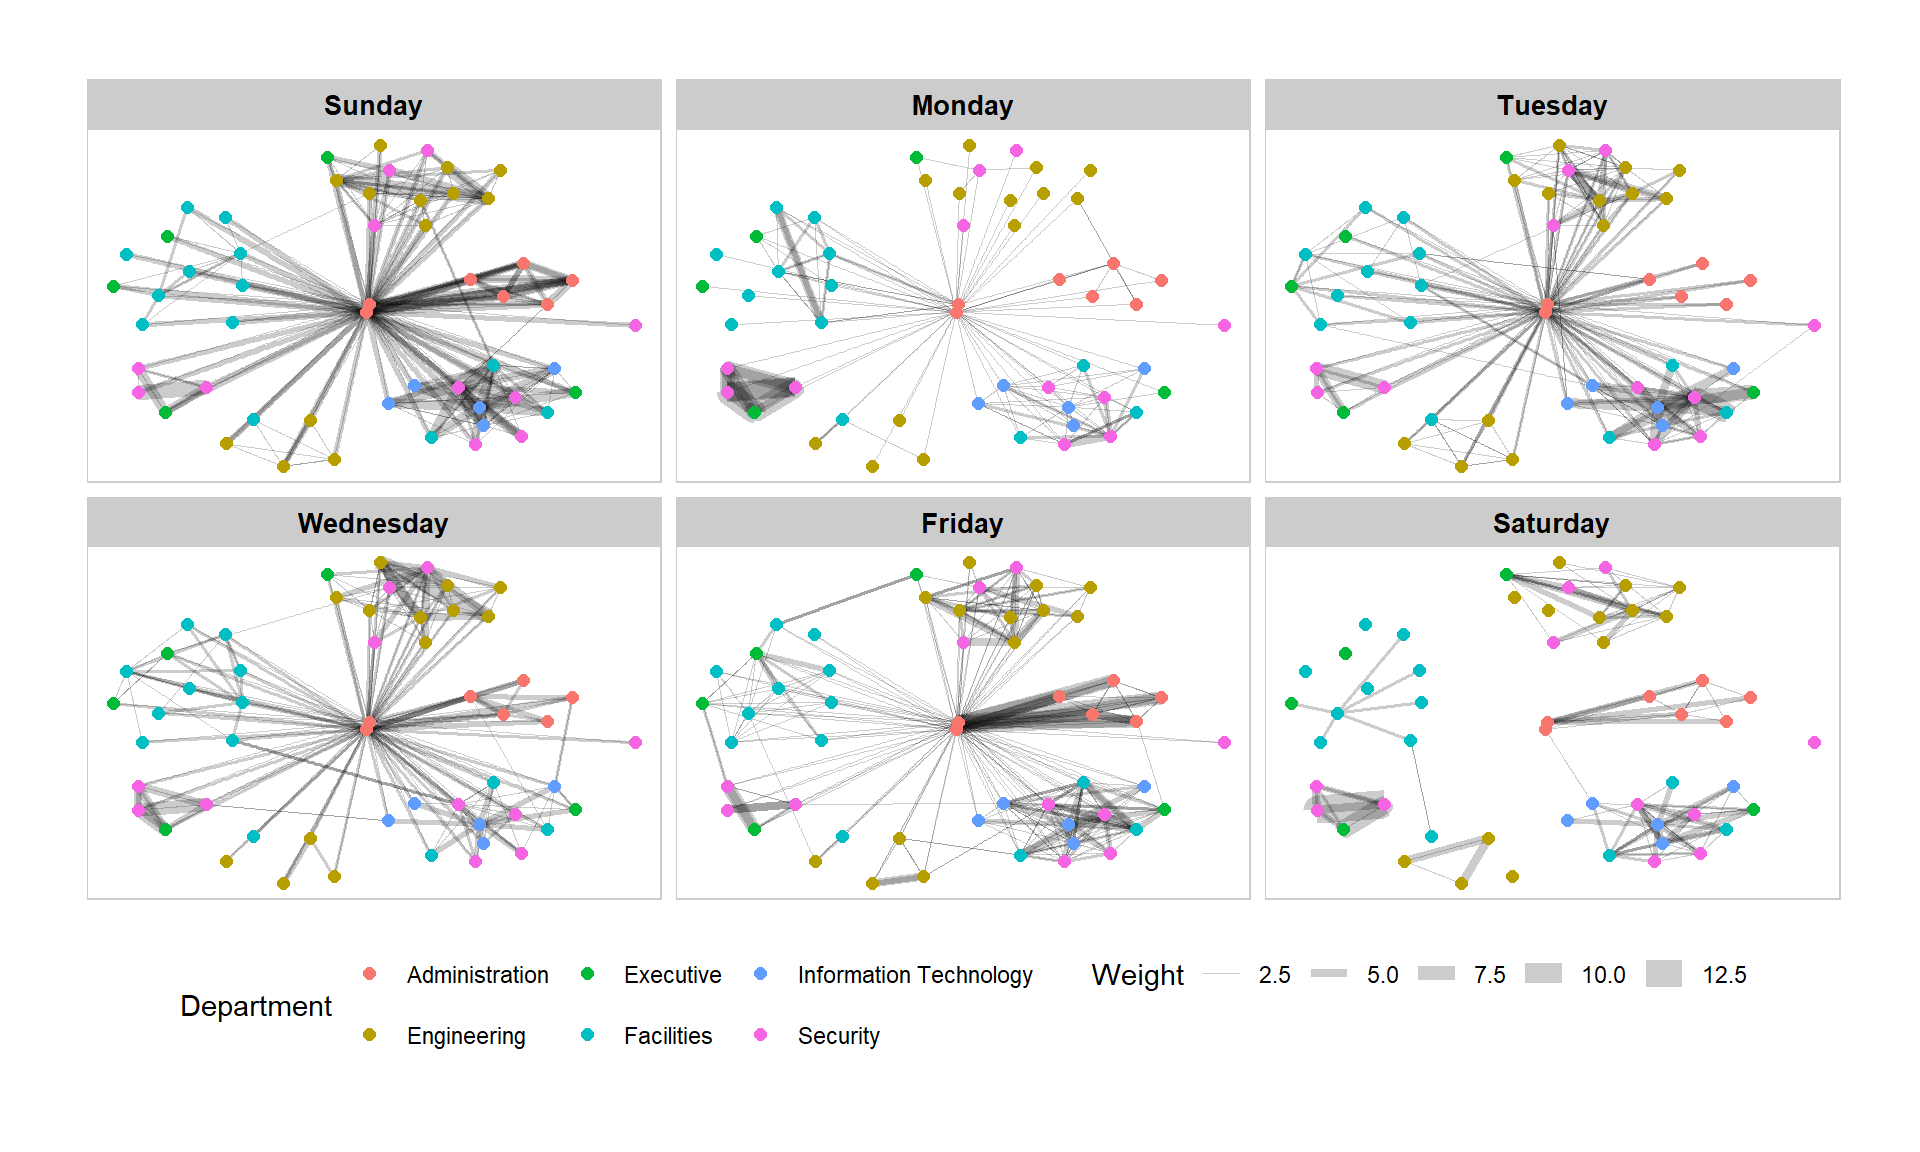 Sunday
Monday
Tuesday
Wednesday
Friday
Saturday
Department
Administration
Executive
Information Technology
Engineering
Facilities
Security
Weight
2.5
5.0
7.5
10.0
12.5